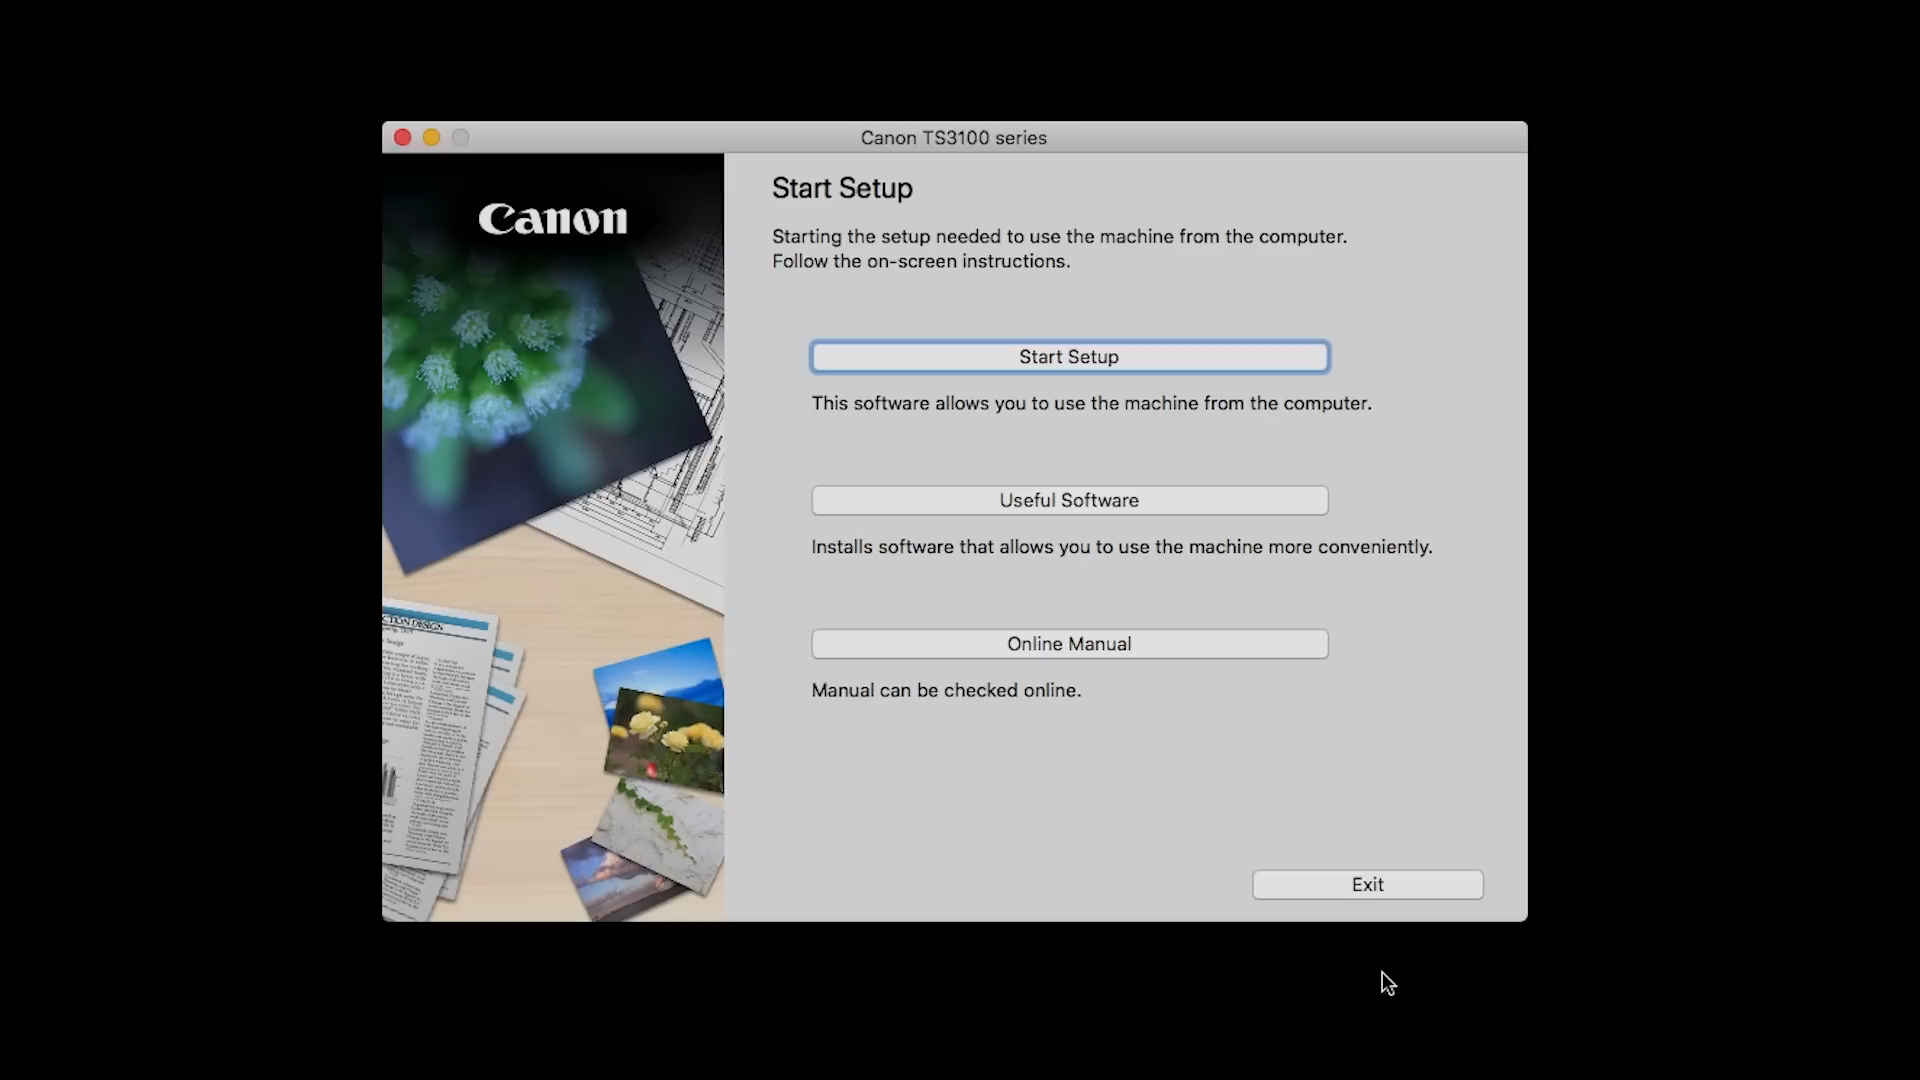 Canon TS3100 series
Canon
Start Setup
Starting the setup needed to use the machine from the computer.
Follow the on-screen instructions.
Start Setup
This software allows you to use the machine from the computer.
Useful Software
Installs software that allows you to use the machine more conveniently.
Online Manual
Manual can be checked online.
CTION DESIGN
Exit